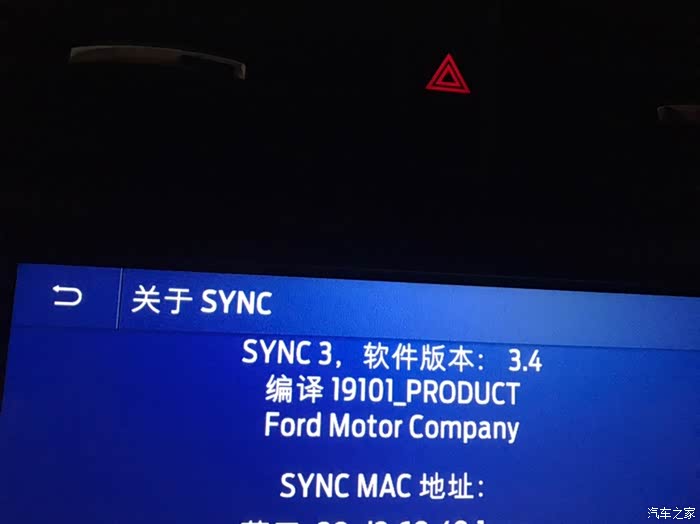 关于 SYNC
SYNC 3，软件版本： 3.4
编译 19101_PRODUCT
Ford Motor Company
SYNC MAC 地址：
汽车之家